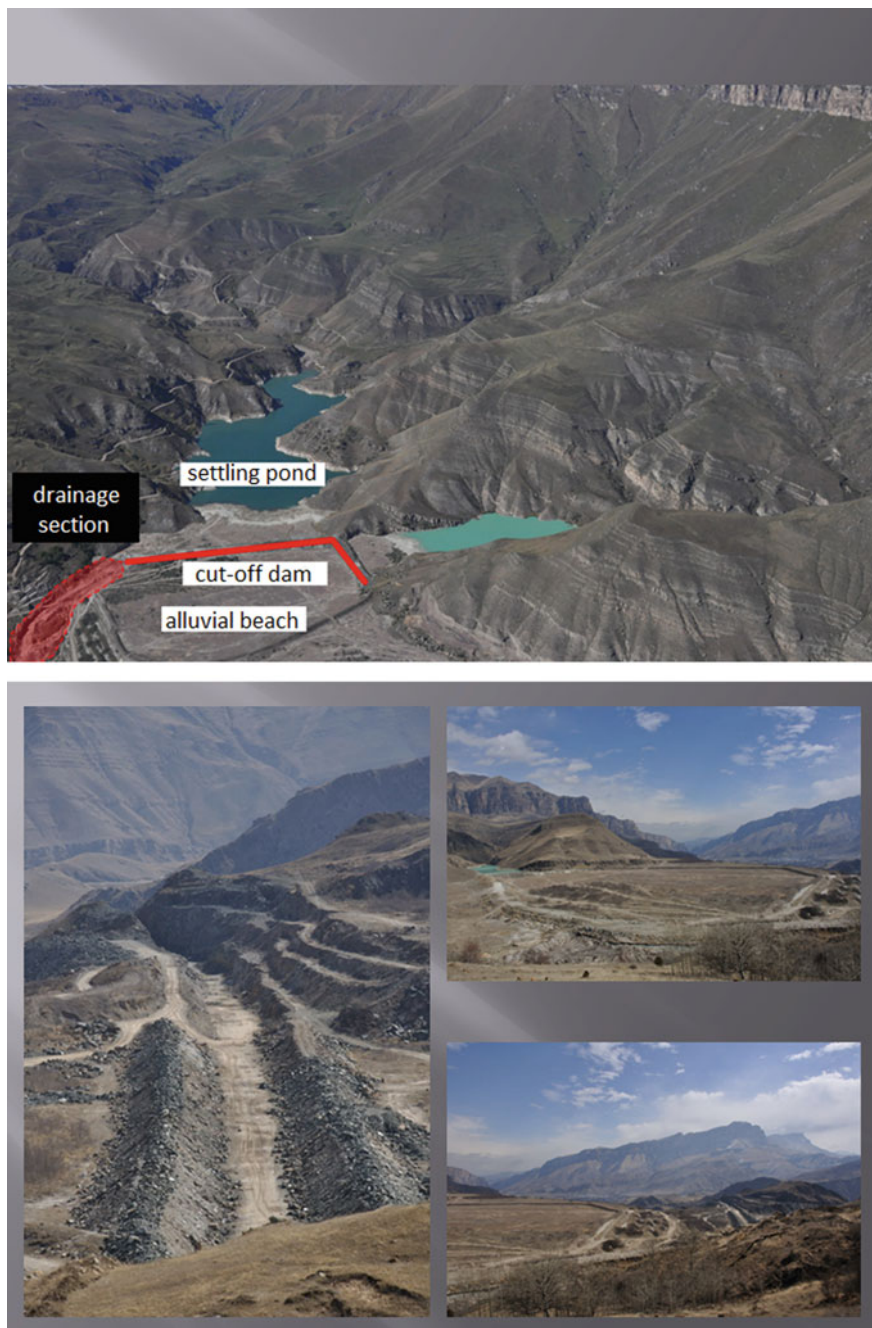 settling pond
drainage
section
cut-off dam
alluvial beach